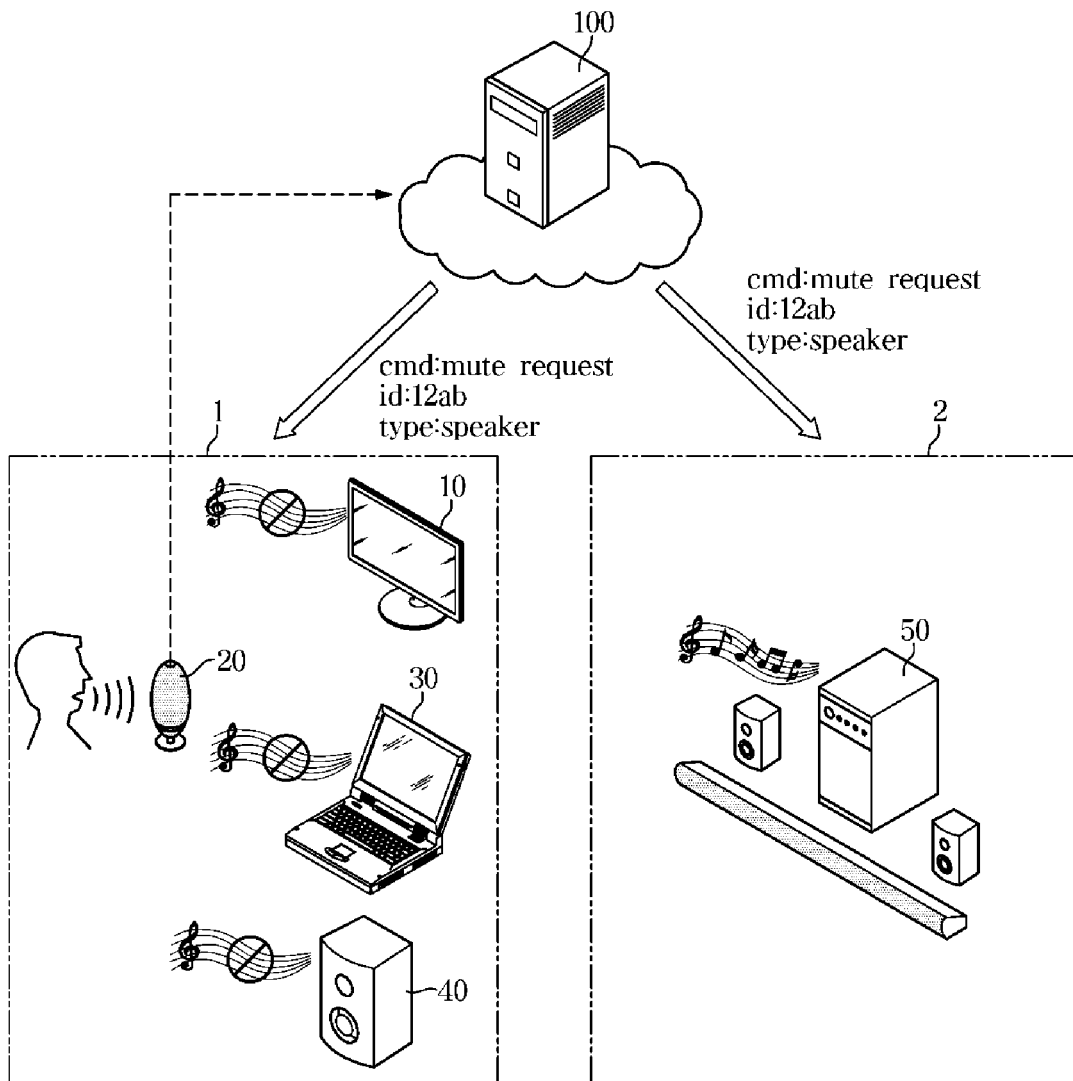 100
cmd:mute request
id:12ab
type:speaker
cmd:mute request
id:12ab
type:speaker
1
2
10
20
30
40
50